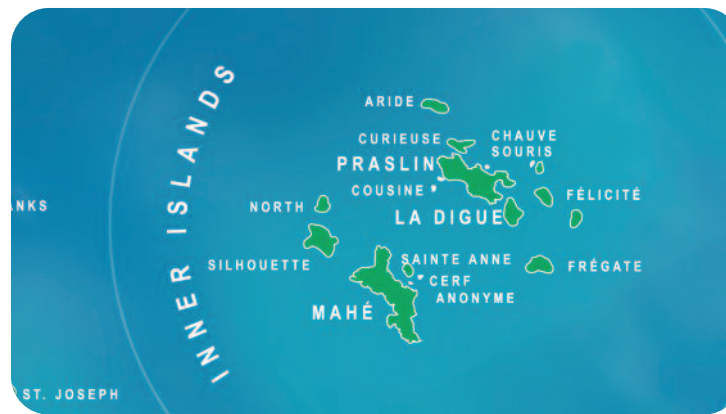 ARIDE
CURIEUSE
CHAUVE
SOURIS
PRASLIN
COUSINE
FÉLICITÉ
NORTH
LA DIGUE
ANKS
INNER ISLANDS
SILHOUETTE
SAINTE ANNE
FRÉGATE
CERF
ANONYME
MAHÉ
ST. JOSEPH